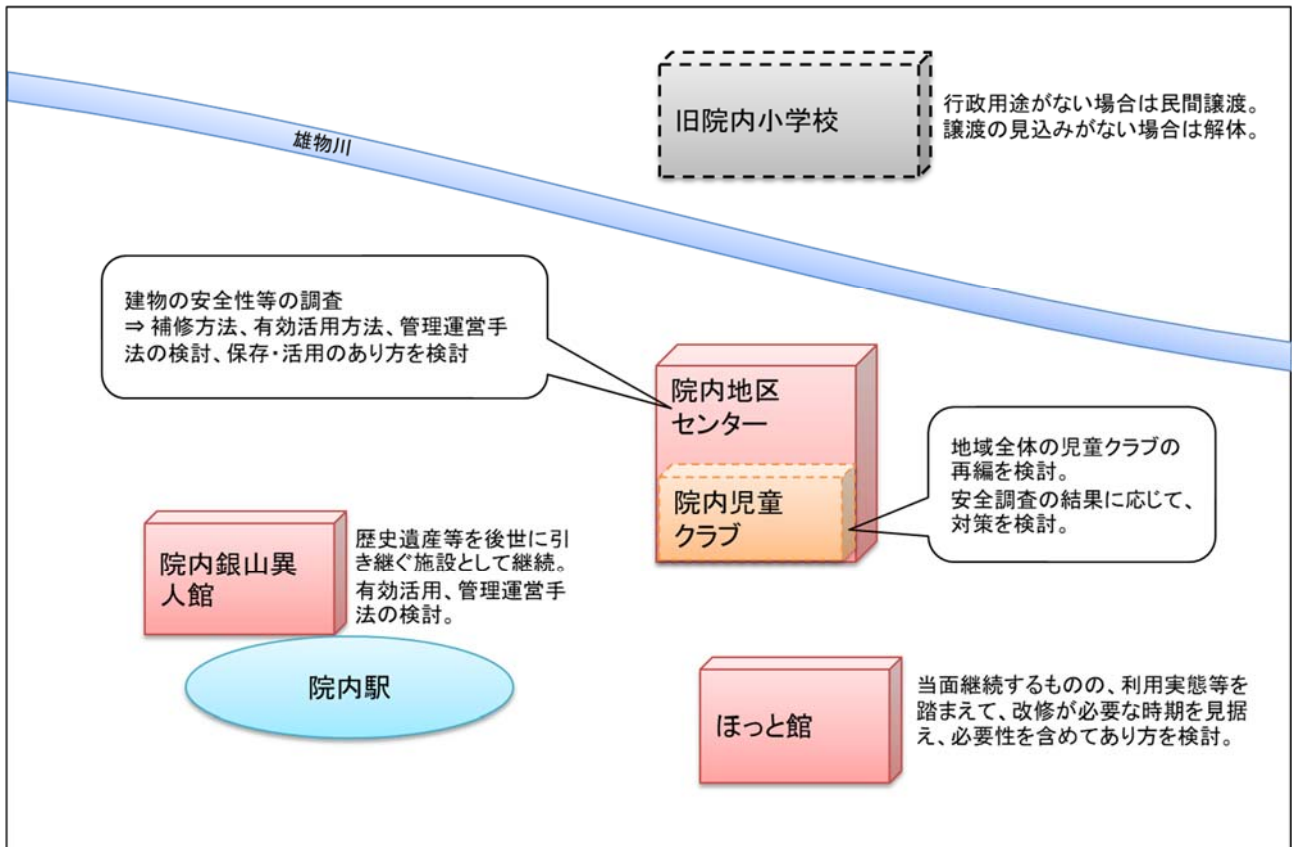 旧院内小学校
行政用途がない場合は民間譲渡。
譲渡の見込みがない場合は解体。
雄物川
建物の安全性等の調査
⇒ 補修方法、有効活用方法、管理運営手
法の検討、保存・活用のあり方を検討
院内地区
センター
院内児童
クラブ
地域全体の児童クラブの
再編を検討。
安全調査の結果に応じて、
対策を検討。
院内銀山異
人館
歴史遺産等を後世に引
き継ぐ施設として継続。
有効活用、管理運営手
法の検討。
院内駅
ほっと館
当面継続するものの、利用実態等を
踏まえて、改修が必要な時期を見据
え、必要性を含めてあり方を検討。